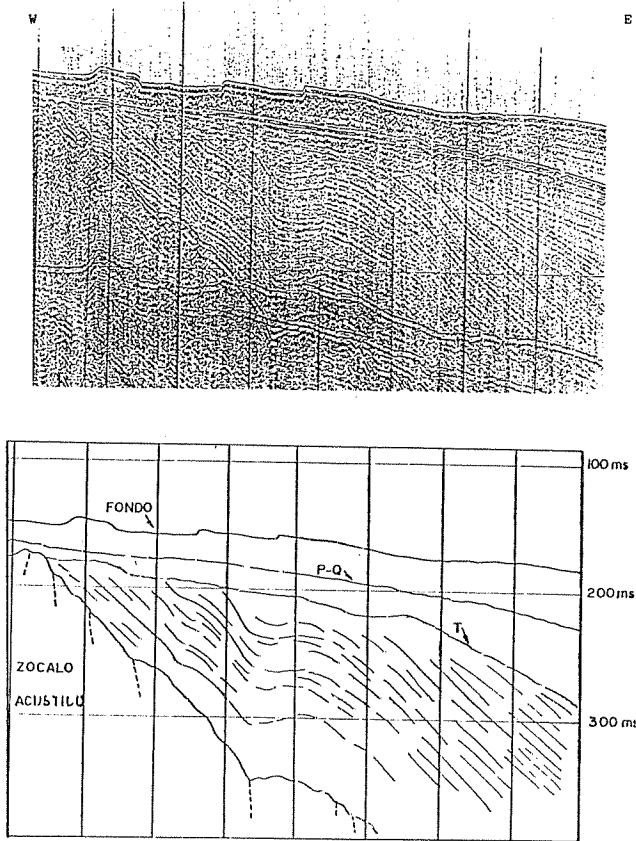 W
E
100 ms
FONDO
P-Q
200 ms
T
ZOCALO
ACUSTICO
300 ms